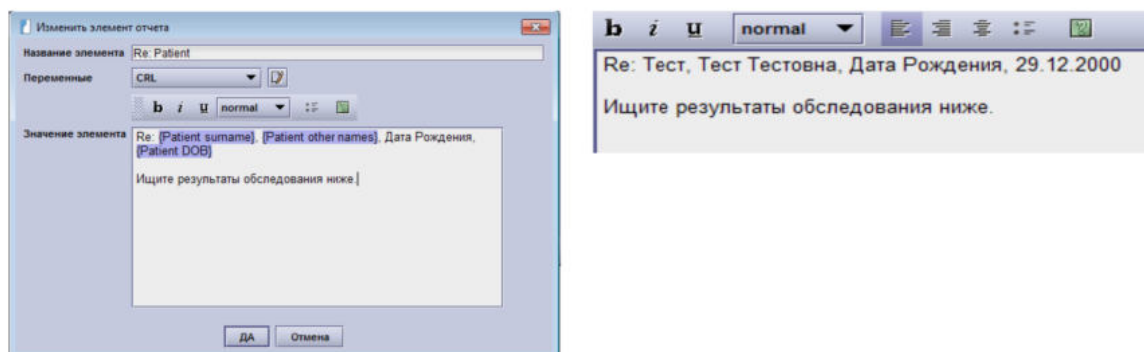 Изменить элемент отчета
Название элемента Re: Patient
Переменные CRL
b i u normal
Значение элемента Re: {Patient surname}, {Patient other names}, Дата Рождения,
{Patient DOB}
Ищите результаты обследования ниже.
ДА Отмена
b i u normal
Re: Тест, Тест Тестовна, Дата Рождения, 29.12.2000
Ищите результаты обследования ниже.